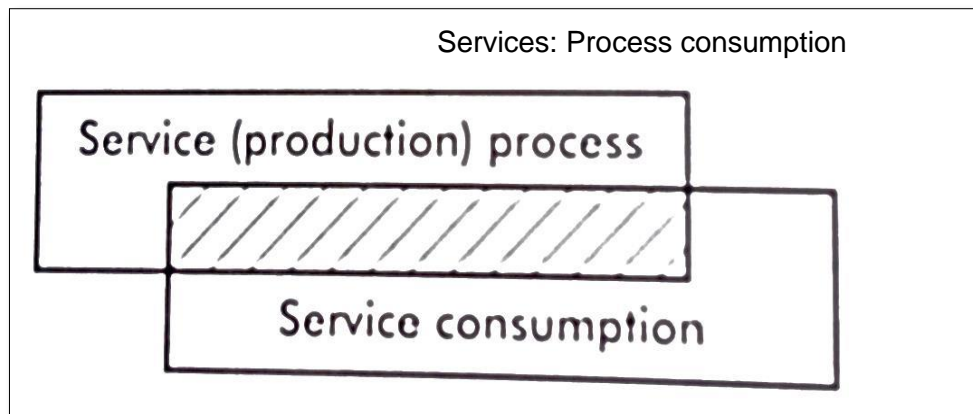 Services: Process consumption
Service (production) process
Service consumption